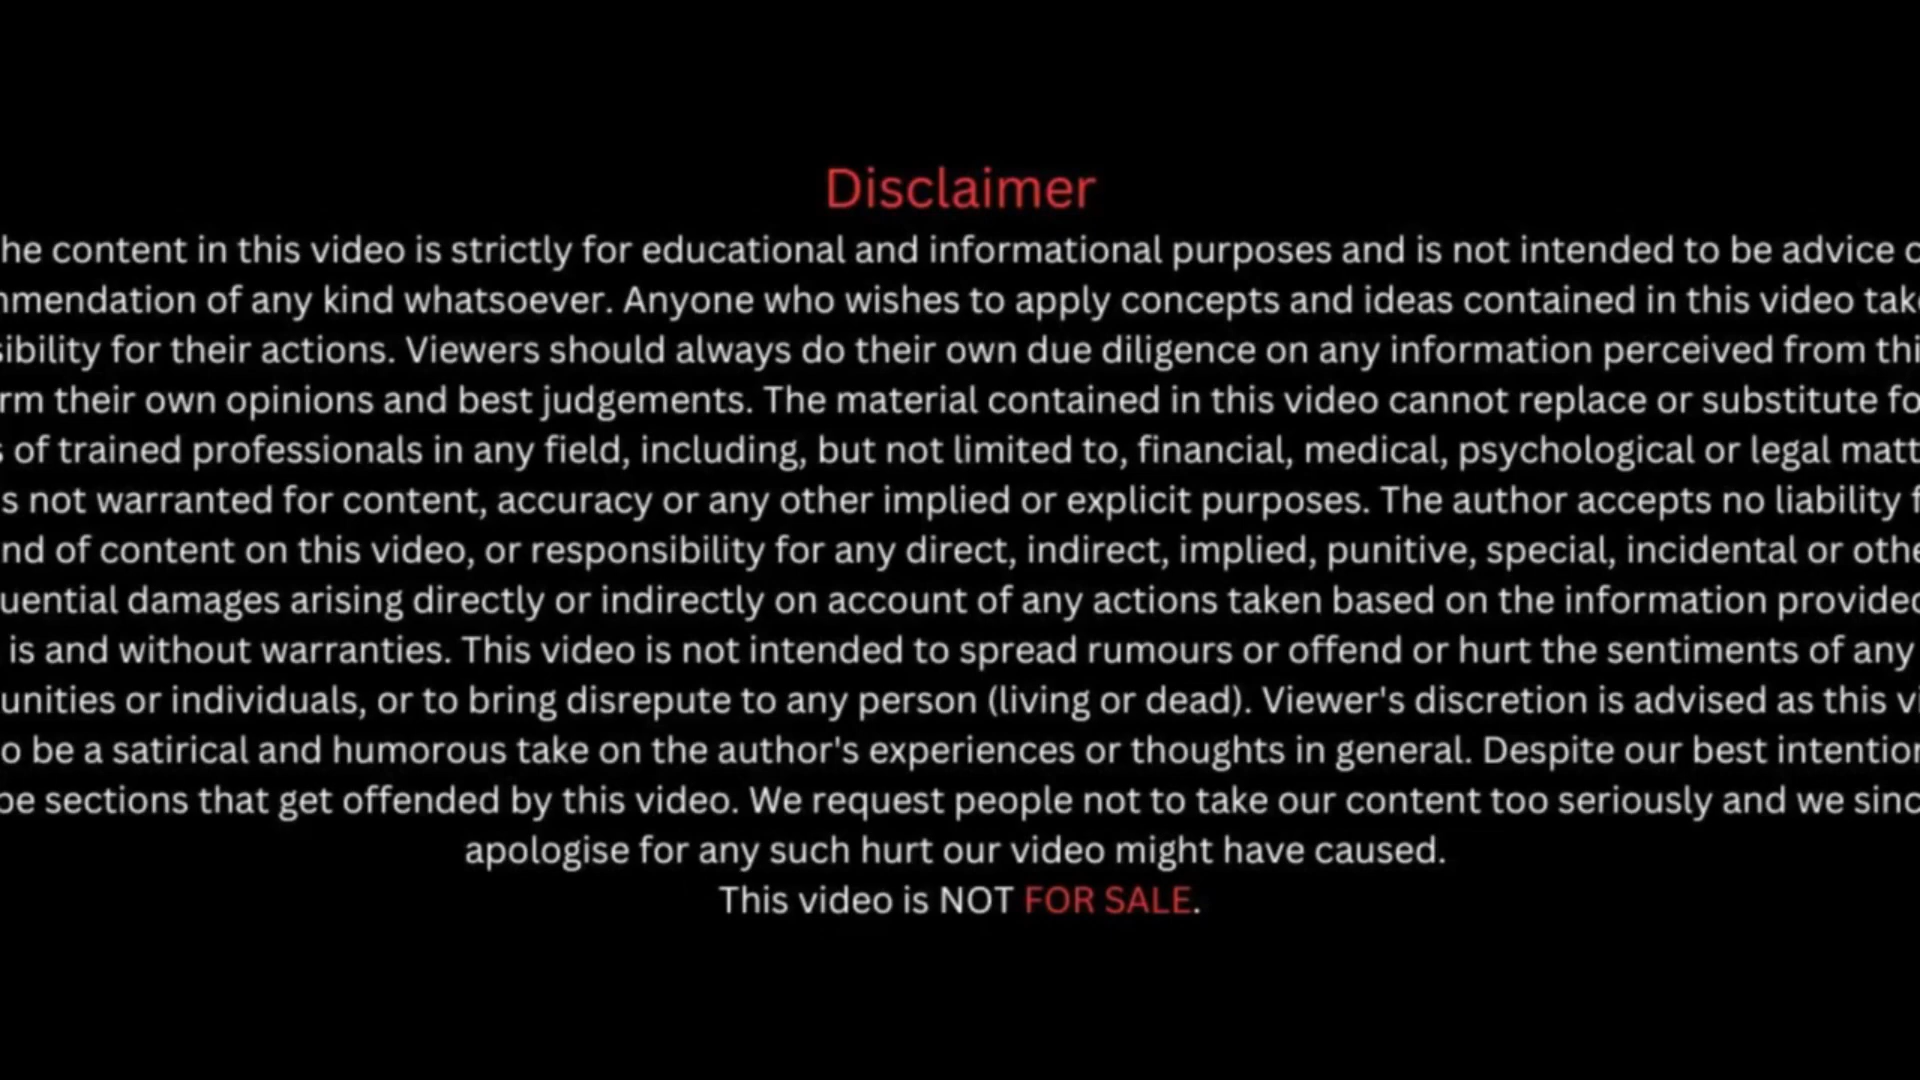 Disclaimer
he content in this video is strictly for educational and informational purposes and is not intended to be advice
mmendation of any kind whatsoever. Anyone who wishes to apply concepts and ideas contained in this video take
sibility for their actions. Viewers should always do their own due diligence on any information perceived from thi
rm their own opinions and best judgements. The material contained in this video cannot replace or substitute fo
s of trained professionals in any field, including, but not limited to, financial, medical, psychological or legal matt
s not warranted for content, accuracy or any other implied or explicit purposes. The author accepts no liability f
nd of content on this video, or responsibility for any direct, indirect, implied, punitive, special, incidental or othe
uential damages arising directly or indirectly on account of any actions taken based on the information provided
is and without warranties. This video is not intended to spread rumours or offend or hurt the sentiments of any
unities or individuals, or to bring disrepute to any person (living or dead). Viewer's discretion is advised as this vi
o be a satirical and humorous take on the author's experiences or thoughts in general. Despite our best intention
be sections that get offended by this video. We request people not to take our content too seriously and we sinc
apologise for any such hurt our video might have caused.
This video is NOT FOR SALE.